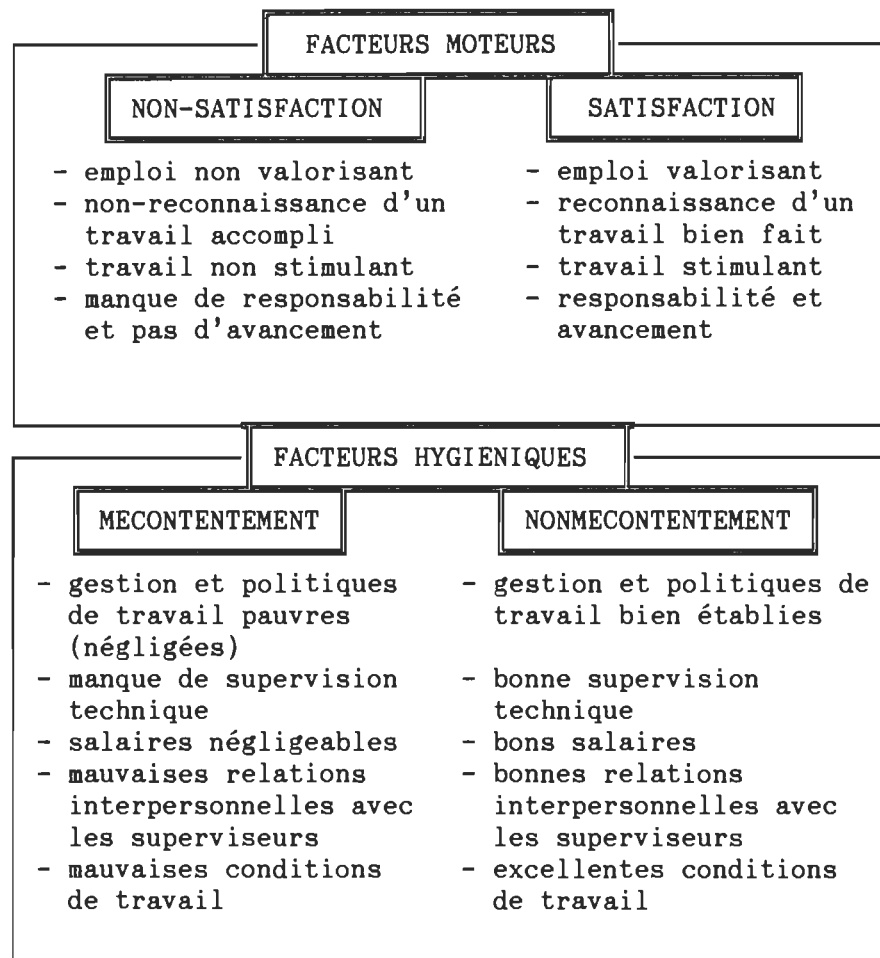 FACTEURS MOTEURS
NON-SATISFACTION
- emploi non valorisant
- non-reconnaissance d'un
travail accompli
- travail non stimulant
- manque de responsabilité
et pas d'avancement
SATISFACTION
- emploi valorisant
- reconnaissance d'un
travail bien fait
- travail stimulant
- responsabilité et
avancement
FACTEURS HYGIENIQUES
MECONTENTEMENT
- gestion et politiques
de travail pauvres
(négligées)
- manque de supervision
technique
- salaires négligeables
- mauvaises relations
interpersonnelles avec
les superviseurs
- mauvaises conditions
de travail
NONMECONTENTEMENT
- gestion et politiques de
travail bien établies
- bonne supervision
technique
- bons salaires
- bonnes relations
interpersonnelles avec
les superviseurs
- excellentes conditions
de travail